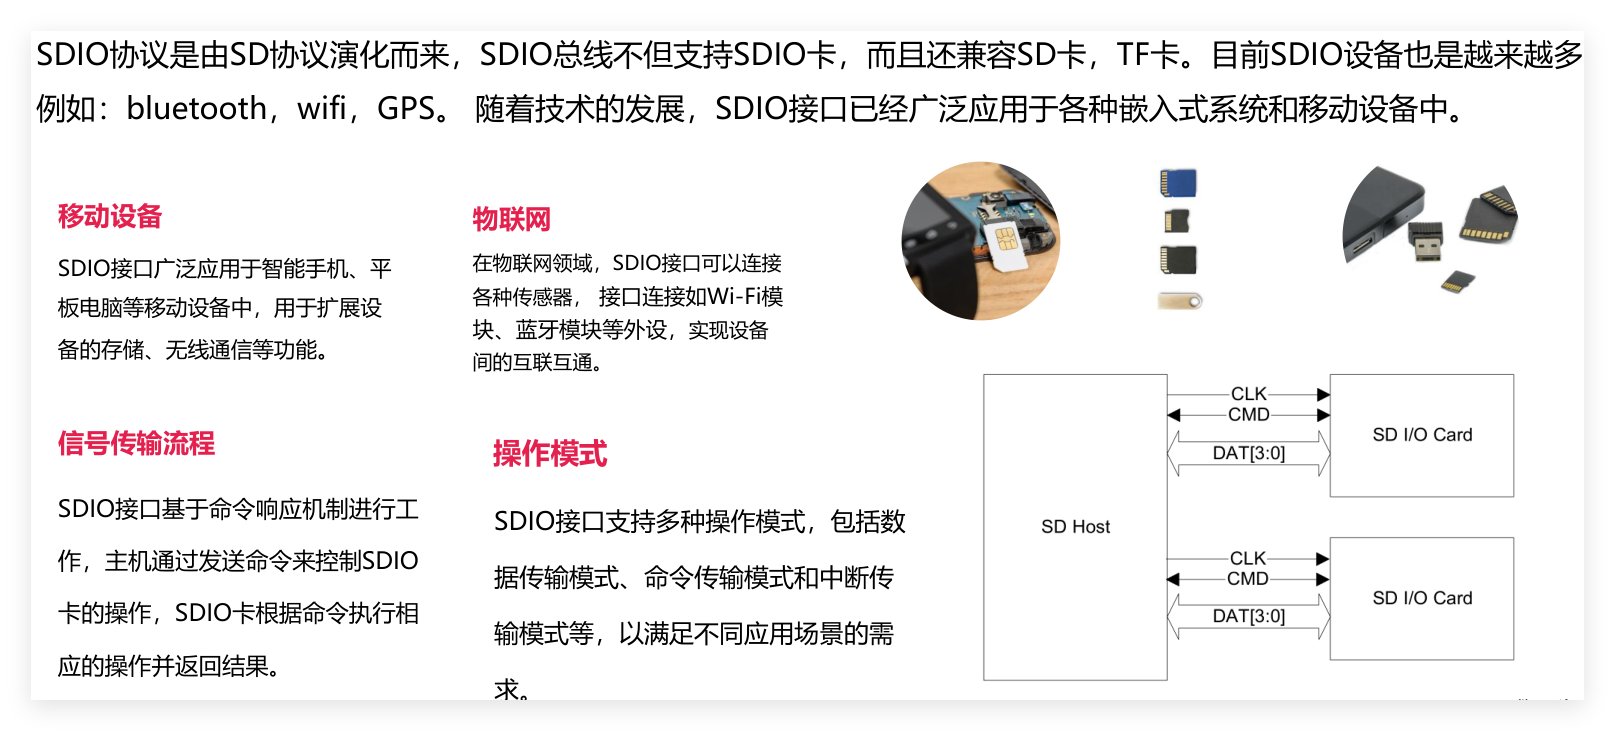 SDIO协议是由SD协议演化而来，SDIO总线不但支持SDIO卡，而且还兼容SD卡，TF卡。目前SDIO设备也是越来越多
例如：bluetooth，wifi，GPS。 随着技术的发展，SDIO接口已经广泛应用于各种嵌入式系统和移动设备中。
移动设备
SDIO接口广泛应用于智能手机、平
板电脑等移动设备中，用于扩展设
备的存储、无线通信等功能。
物联网
在物联网领域，SDIO接口可以连接
各种传感器， 接口连接如Wi-Fi模
块、蓝牙模块等外设，实现设备
间的互联互通。
信号传输流程
SDIO接口基于命令响应机制进行工
作，主机通过发送命令来控制SDIO
卡的操作，SDIO卡根据命令执行相
应的操作并返回结果。
操作模式
SDIO接口支持多种操作模式，包括数
据传输模式、命令传输模式和中断传
输模式等，以满足不同应用场景的需
求。
SD Host
CLK
CMD
DAT[3:0]
SD I/O Card
CLK
CMD
DAT[3:0]
SD I/O Card